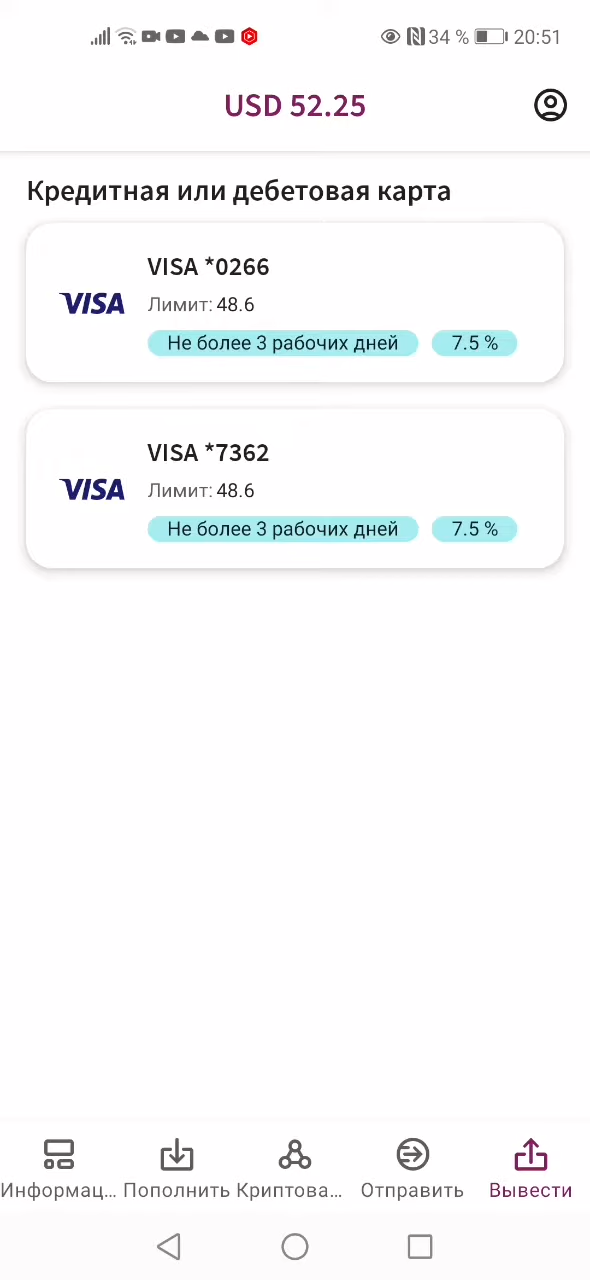 34 % 20:51
USD 52.25
Кредитная или дебетовая карта
VISA *0266
VISA
Лимит: 48.6
Не более 3 рабочих дней 7.5 %
VISA *7362
VISA
Лимит: 48.6
Не более 3 рабочих дней 7.5 %
Информац... Пополнить Криптова... Отправить Вывести